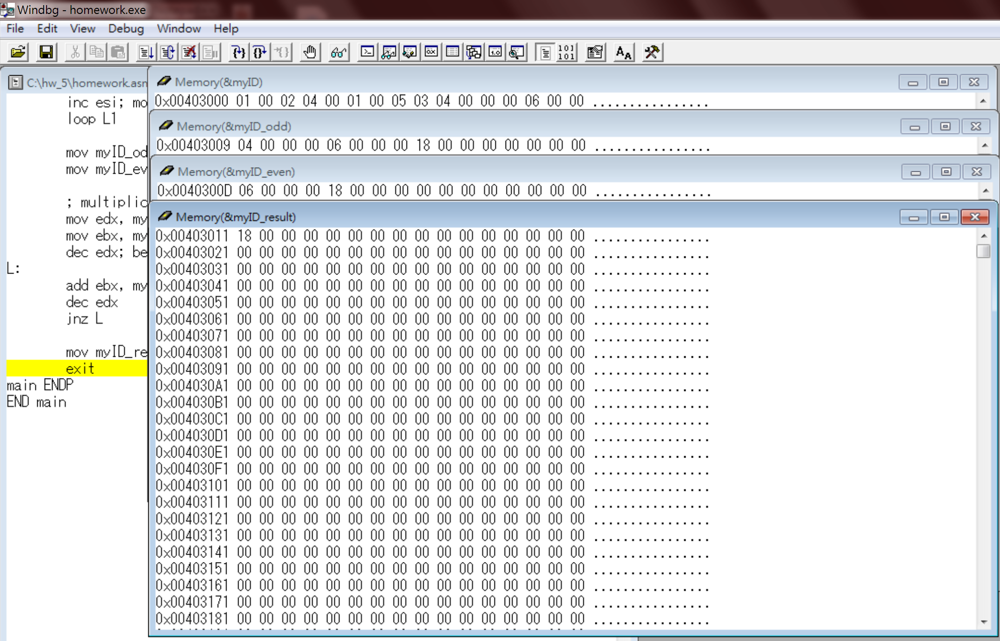 Windbg - homework.exe
File Edit View Debug Window Help
C:\hw_5\homework.asm
inc esi; mo
loop L1
mov myID_od
mov myID_ev
; multiplic
mov edx, my
mov ebx, my
dec edx; be
L:
add ebx, my
dec edx
jnz L
mov myID_re
exit
main ENDP
END main
Memory(&myID)
0x00403000 01 00 02 04 00 01 00 05 03 04 00 00 00 06 00 00 ................
Memory(&myID_odd)
0x00403009 04 00 00 00 06 00 00 00 18 00 00 00 00 00 00 00 ................
Memory(&myID_even)
0x0040300D 06 00 00 00 18 00 00 00 00 00 00 00 00 00 00 00 ................
Memory(&myID_result)
0x00403011 18 00 00 00 00 00 00 00 00 00 00 00 00 00 00 00 ................
0x00403021 00 00 00 00 00 00 00 00 00 00 00 00 00 00 00 00 ................
0x00403031 00 00 00 00 00 00 00 00 00 00 00 00 00 00 00 00 ................
0x00403041 00 00 00 00 00 00 00 00 00 00 00 00 00 00 00 00 ................
0x00403051 00 00 00 00 00 00 00 00 00 00 00 00 00 00 00 00 ................
0x00403061 00 00 00 00 00 00 00 00 00 00 00 00 00 00 00 00 ................
0x00403071 00 00 00 00 00 00 00 00 00 00 00 00 00 00 00 00 ................
0x00403081 00 00 00 00 00 00 00 00 00 00 00 00 00 00 00 00 ................
0x00403091 00 00 00 00 00 00 00 00 00 00 00 00 00 00 00 00 ................
0x004030A1 00 00 00 00 00 00 00 00 00 00 00 00 00 00 00 00 ................
0x004030B1 00 00 00 00 00 00 00 00 00 00 00 00 00 00 00 00 ................
0x004030C1 00 00 00 00 00 00 00 00 00 00 00 00 00 00 00 00 ................
0x004030D1 00 00 00 00 00 00 00 00 00 00 00 00 00 00 00 00 ................
0x004030E1 00 00 00 00 00 00 00 00 00 00 00 00 00 00 00 00 ................
0x004030F1 00 00 00 00 00 00 00 00 00 00 00 00 00 00 00 00 ................
0x00403101 00 00 00 00 00 00 00 00 00 00 00 00 00 00 00 00 ................
0x00403111 00 00 00 00 00 00 00 00 00 00 00 00 00 00 00 00 ................
0x00403121 00 00 00 00 00 00 00 00 00 00 00 00 00 00 00 00 ................
0x00403131 00 00 00 00 00 00 00 00 00 00 00 00 00 00 00 00 ................
0x00403141 00 00 00 00 00 00 00 00 00 00 00 00 00 00 00 00 ................
0x00403151 00 00 00 00 00 00 00 00 00 00 00 00 00 00 00 00 ................
0x00403161 00 00 00 00 00 00 00 00 00 00 00 00 00 00 00 00 ................
0x00403171 00 00 00 00 00 00 00 00 00 00 00 00 00 00 00 00 ................
0x00403181 00 00 00 00 00 00 00 00 00 00 00 00 00 00 00 00 ................